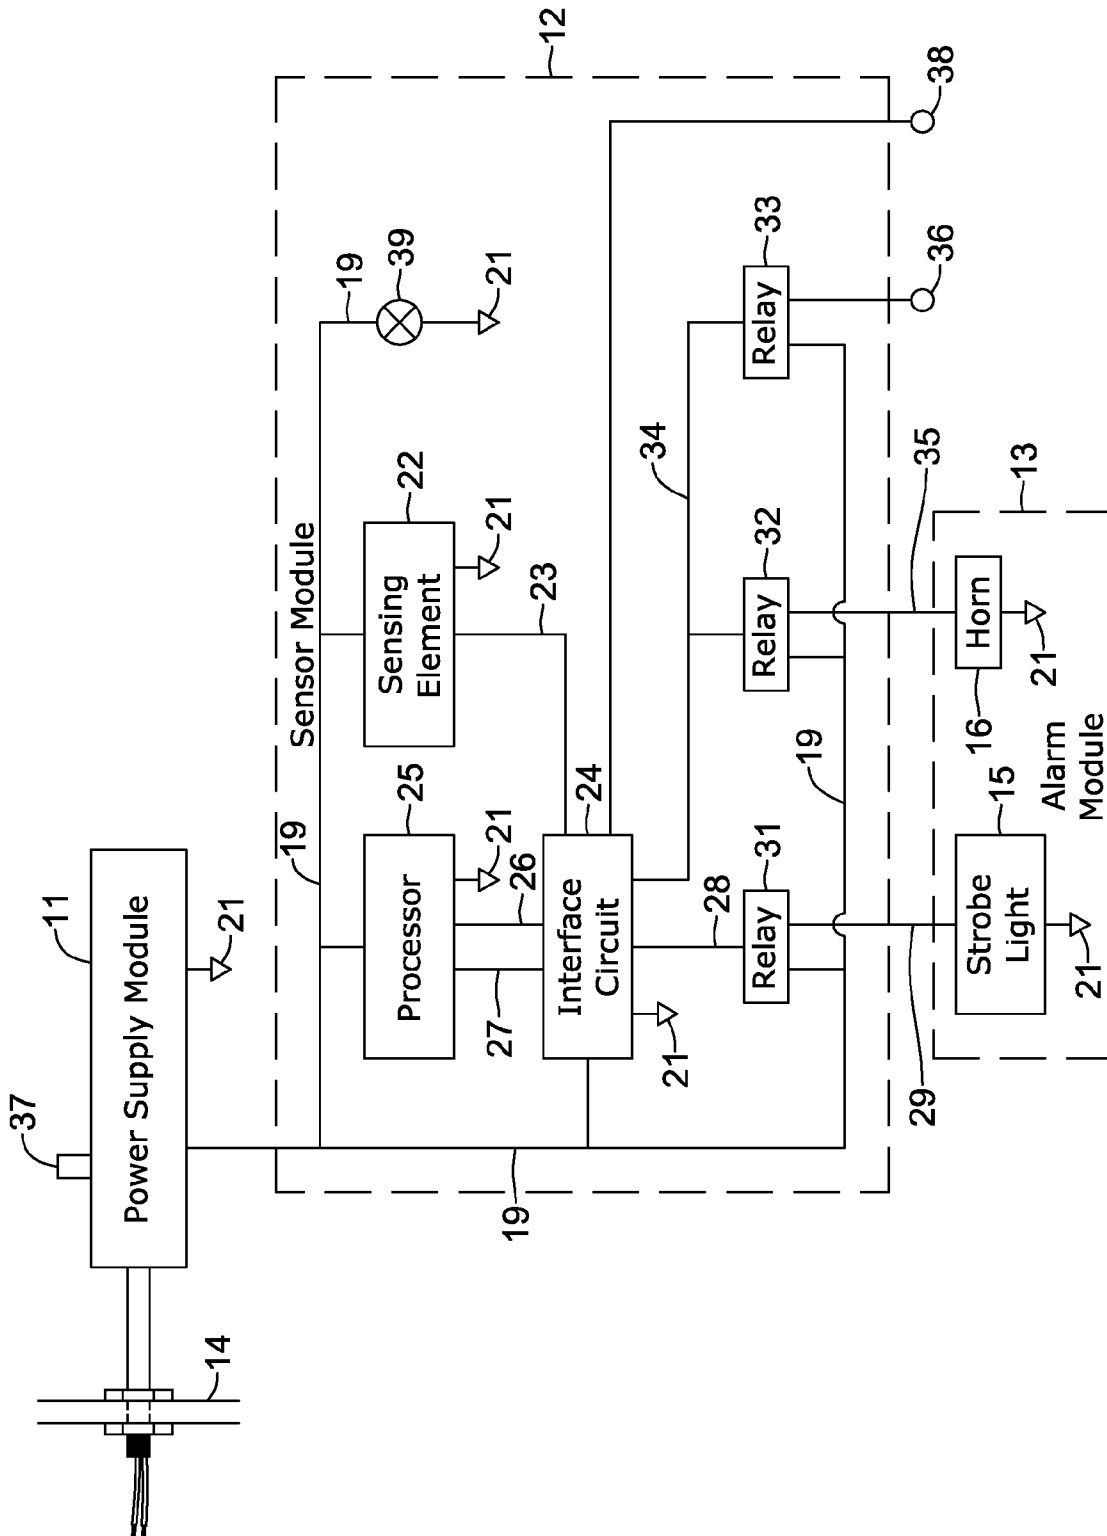 37
11
Power Supply Module
14
21
19
Sensor Module
19
25
22
39
Processor
Sensing
Element
27
21
21
21
19
26
23
12
Interface
Circuit
24
21
34
28
Relay
31
Relay
32
Relay
33
19
29
35
36
38
Strobe
Light
15
16
Horn
13
21
21
Alarm
Module